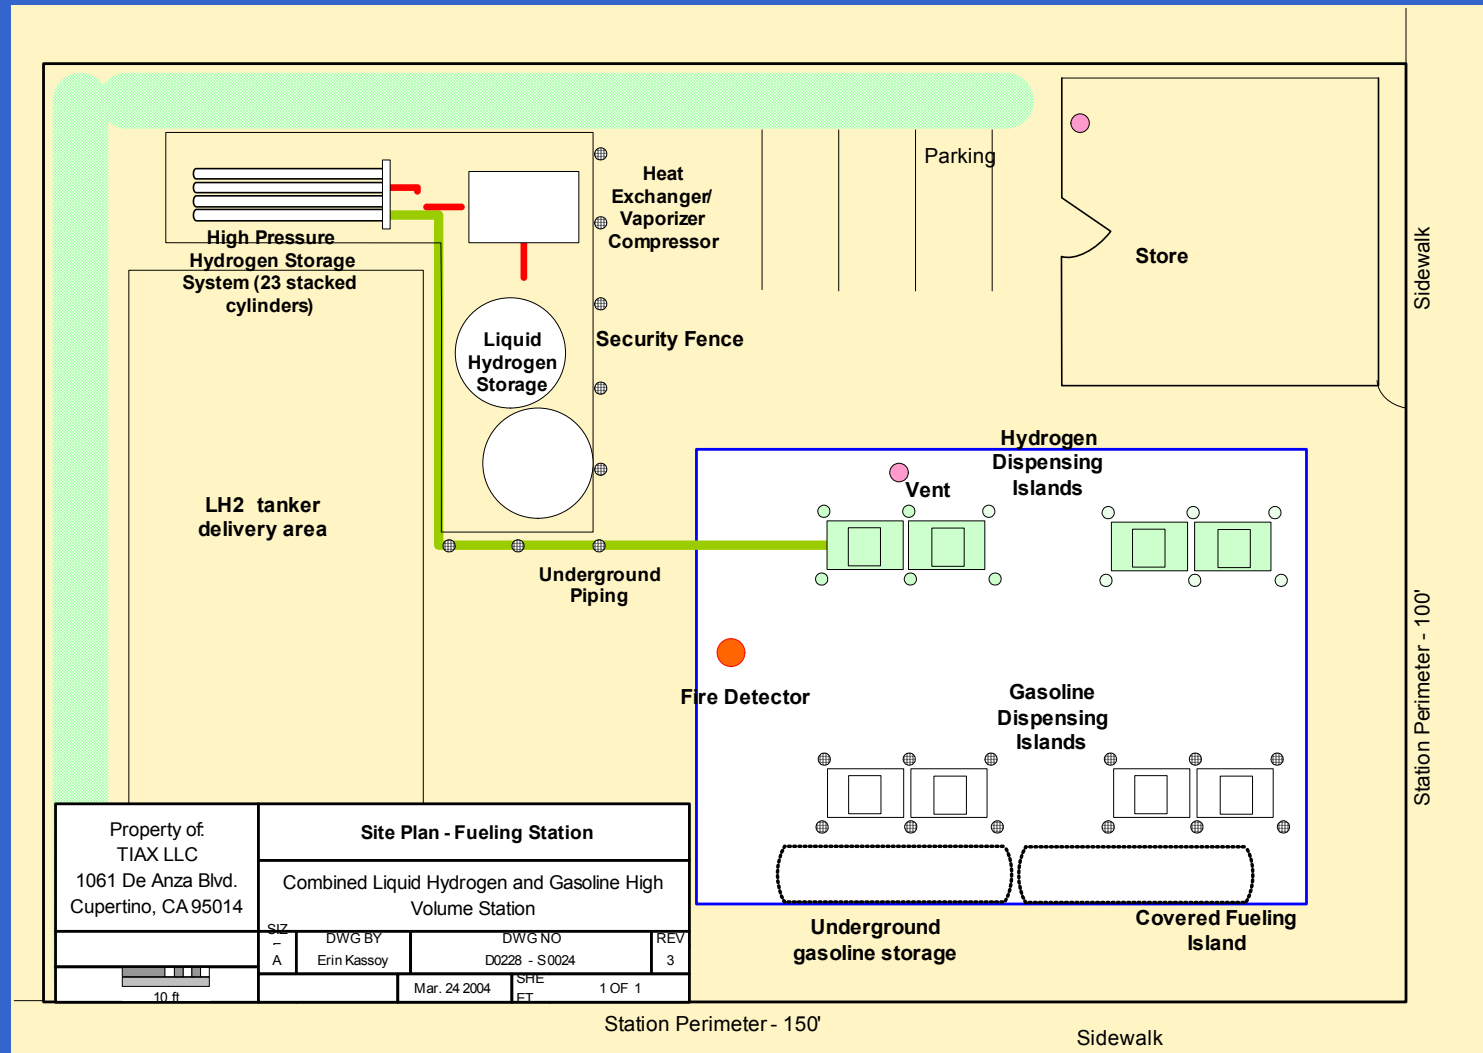 Parking
Heat
Exchanger/
Vaporizer
Compressor
High Pressure
Hydrogen Storage
System (23 stacked
cylinders)
Store
Sidewalk
Liquid
Hydrogen
Storage
Security Fence
LH2 tanker
delivery area
Hydrogen
Dispensing
Islands
Vent
Underground
Piping
Fire Detector
Gasoline
Dispensing
Islands
Station Perimeter - 100'
Underground
gasoline storage
Covered Fueling
Island
Property of:
TIAX LLC
1061 De Anza Blvd.
Cupertino, CA 95014
Site Plan - Fueling Station
Combined Liquid Hydrogen and Gasoline High
Volume Station
SIZ
A
DWG BY
Erin Kassoy
DWG NO
D0228 - S0024
REV
3
10 ft
Mar. 24 2004
SHE
ET
1 OF 1
Station Perimeter - 150'
Sidewalk